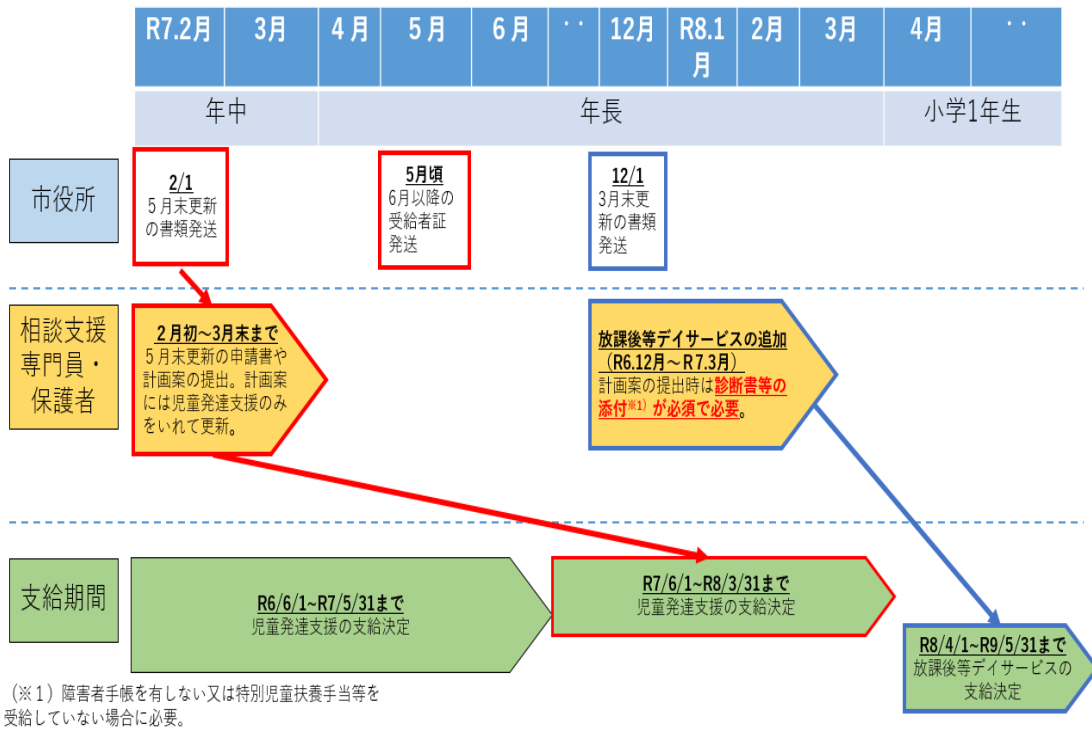 R7.2月 3月 4月 5月 6月 ‥ 12月 R8.1月 2月 3月 4月 ‥
年中 年長 小学1年生
市役所
2/1
5月末更新
の書類発送
5月頃
6月以降の
受給者証
発送
12/1
3月末更
新の書類
発送
相談支援
専門員・
保護者
2月初～3月末まで
5月末更新の申請書や
計画案の提出。計画案
には児童発達支援のみ
をいれて更新。
放課後等デイサービスの追加
（R6.12月～R7.3月）
計画案の提出時は診断書等の
添付※1）が必須で必要。
支給期間
R6/6/1~R7/5/31まで
児童発達支援の支給決定
R7/6/1~R8/3/31まで
児童発達支援の支給決定
R8/4/1~R9/5/31まで
放課後等デイサービスの
支給決定
（※1）障害者手帳を有しない又は特別児童扶養手当等を
受給していない場合に必要。